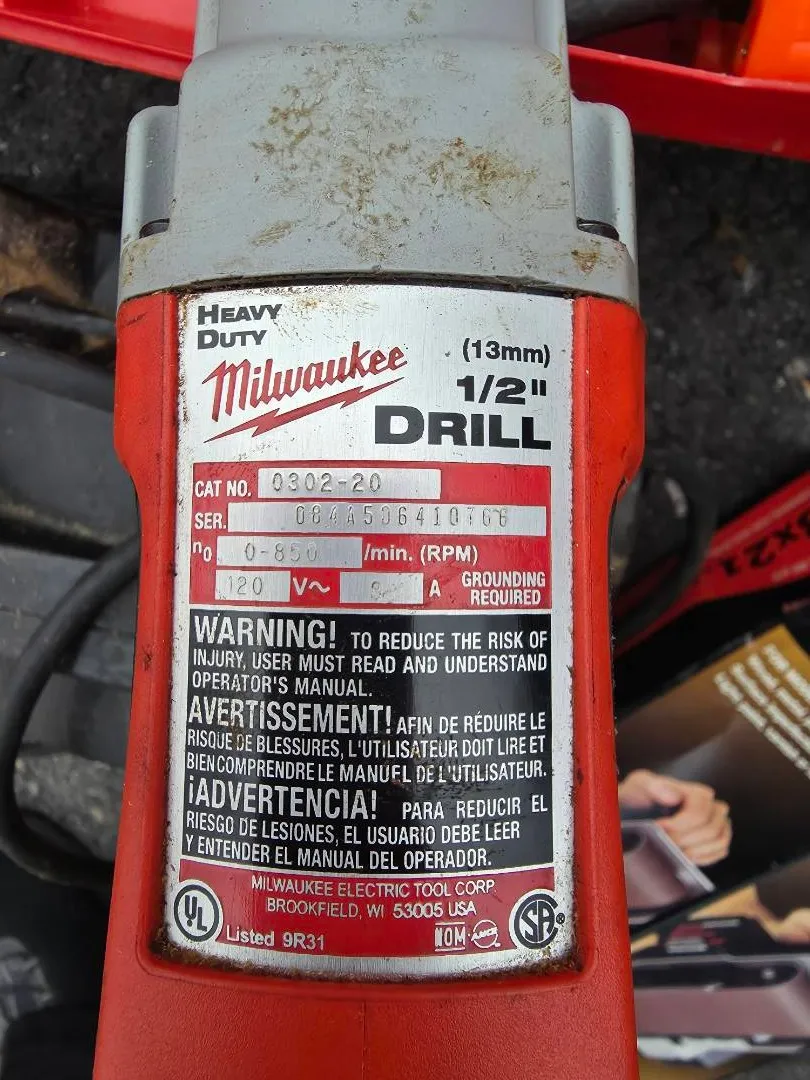 HEAVY
DUTY
Milwaukee
(13mm)
1/2"
DRILL
CAT NO. 0302-20
SER.
n0 0-850 /min. (RPM)
120 V~ A GROUNDING
REQUIRED
WARNING! TO REDUCE THE RISK OF
INJURY, USER MUST READ AND UNDERSTAND
OPERATOR'S MANUAL.
AVERTISSEMENT! AFIN DE RÉDUIRE LE
RISQUE DE BLESSURES, L'UTILISATEUR DOIT LIRE ET
BIEN COMPRENDRE LE MANUEL DE L'UTILISATEUR.
¡ADVERTENCIA! PARA REDUCIR EL
RIESGO DE LESIONES, EL USUARIO DEBE LEER
Y ENTENDER EL MANUAL DEL OPERADOR.
MILWAUKEE ELECTRIC TOOL CORP.
BROOKFIELD, WI 53005 USA
UL
Listed 9R31
NOM ANCE
SA ®